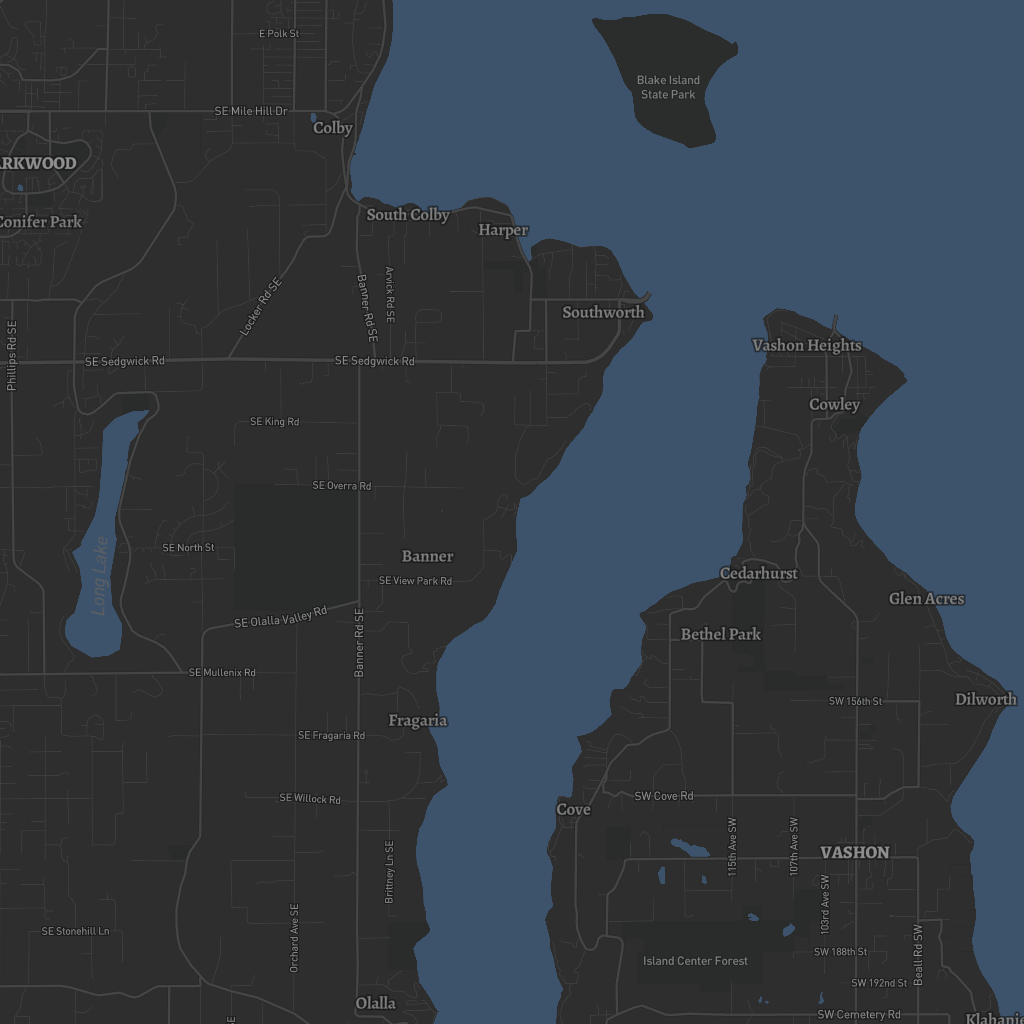 E Polk St
Blake Island
State Park
SE Mile Hill Dr
Colby
ARKWOOD
Conifer Park
South Colby
Harper
Locker Rd SE
Banner Rd SE
Arvick Rd SE
Southworth
Phillips Rd SE
SE Sedgwick Rd
SE Sedgwick Rd
Vashon Heights
Cowley
SE King Rd
SE Overra Rd
SE North St
Banner
Long Lake
SE View Park Rd
Cedarhurst
Glen Acres
SE Olalla Valley Rd
Banner Rd SE
Bethel Park
SE Mullenix Rd
SW 156th St
Dilworth
Fragaria
SE Fragaria Rd
SE Willock Rd
SW Cove Rd
Cove
115th Ave SW
107th Ave SW
VASHON
Brittney Ln SE
103rd Ave SW
SE Stonehill Ln
Orchard Ave SE
Island Center Forest
SW 188th St
Beall Rd SW
SW 192nd St
Olalla
SE
SW Cemetery Rd
Klahanie